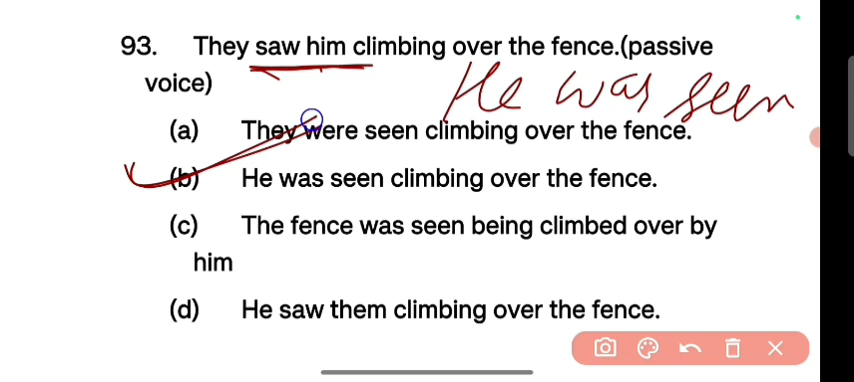 93. They saw him climbing over the fence.(passive
voice)
He was seen
(a) They were seen climbing over the fence.
(b) He was seen climbing over the fence.
(c) The fence was seen being climbed over by
him
(d) He saw them climbing over the fence.